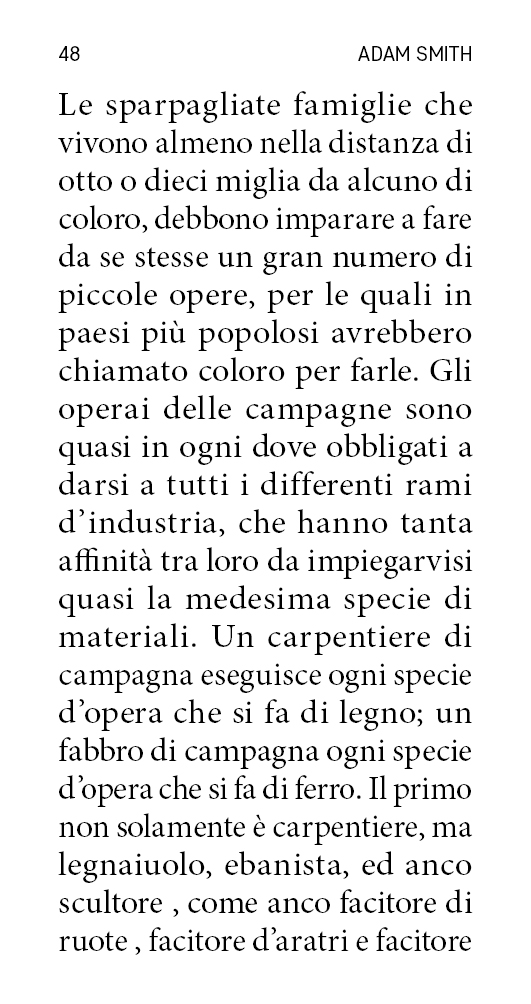 48 ADAM SMITH
Le sparpagliate famiglie che
vivono almeno nella distanza di
otto o dieci miglia da alcuno di
coloro, debbono imparare a fare
da se stesse un gran numero di
piccole opere, per le quali in
paesi più popolosi avrebbero
chiamato coloro per farle. Gli
operai delle campagne sono
quasi in ogni dove obbligati a
darsi a tutti i differenti rami
d’industria, che hanno tanta
affinità tra loro da impiegarvisi
quasi la medesima specie di
materiali. Un carpentiere di
campagna eseguisce ogni specie
d’opera che si fa di legno; un
fabbro di campagna ogni specie
d’opera che si fa di ferro. Il primo
non solamente è carpentiere, ma
legnaiuolo, ebanista, ed anco
scultore , come anco facitore di
ruote , facitore d’aratri e facitore